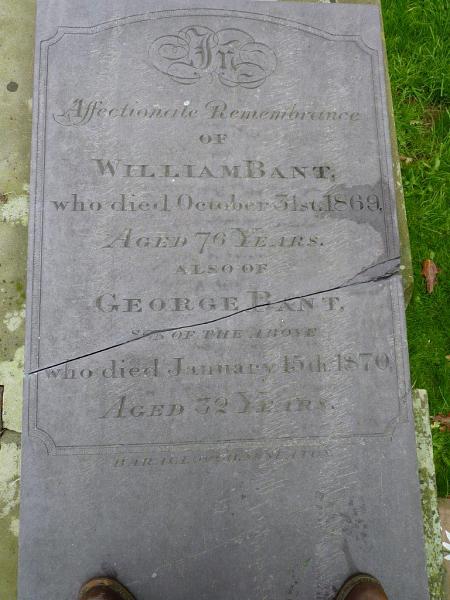 In
Affectionate Remembrance
OF
WILLIAM BANT,
who died October 31st, 1869,
AGED 76 YEARS.
ALSO OF
GEORGE BANT,
SON OF THE ABOVE
who died January 15th, 1870,
AGED 32 YEARS.